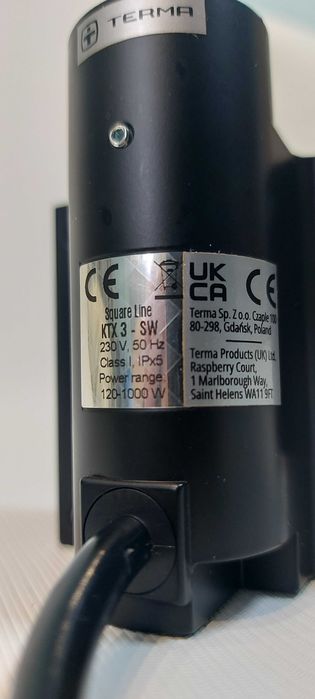 TERMA
CE
UK
CA
CE
Square Line
KTX 3 - SW
230 V, 50 Hz
Class I, IPx5
Power range:
120-1000 W
Terma Sp. Z o.o. Czaple 100
80-298, Gdańsk, Poland
Terma Products (UK) Ltd.
Raspberry Court,
1 Marlborough Way,
Saint Helens WA11 9FT